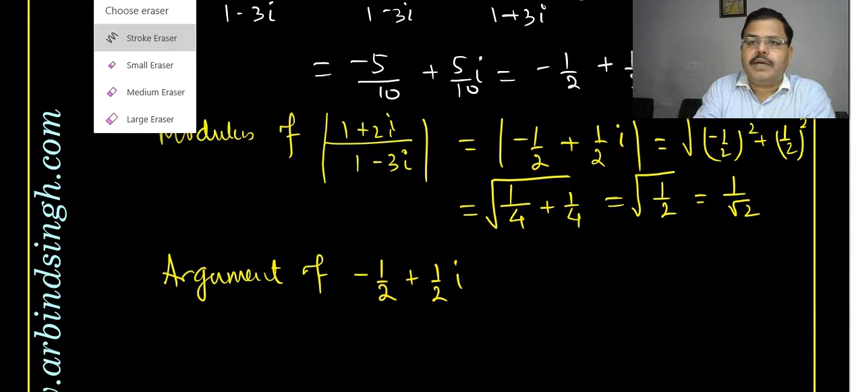 Choose eraser
Stroke Eraser
Small Eraser
Medium Eraser
Large Eraser
1-3i 1-3i 1+3i
= -5/10 + 5/10 i = -1/2 +
Modulus of |1+2i / 1-3i| = |-1/2 + 1/2 i| = √((-1/2)² + (1/2)²)
= √(1/4 + 1/4) = √(1/2) = 1/√2
Argument of -1/2 + 1/2 i
w.arbindsingh.com